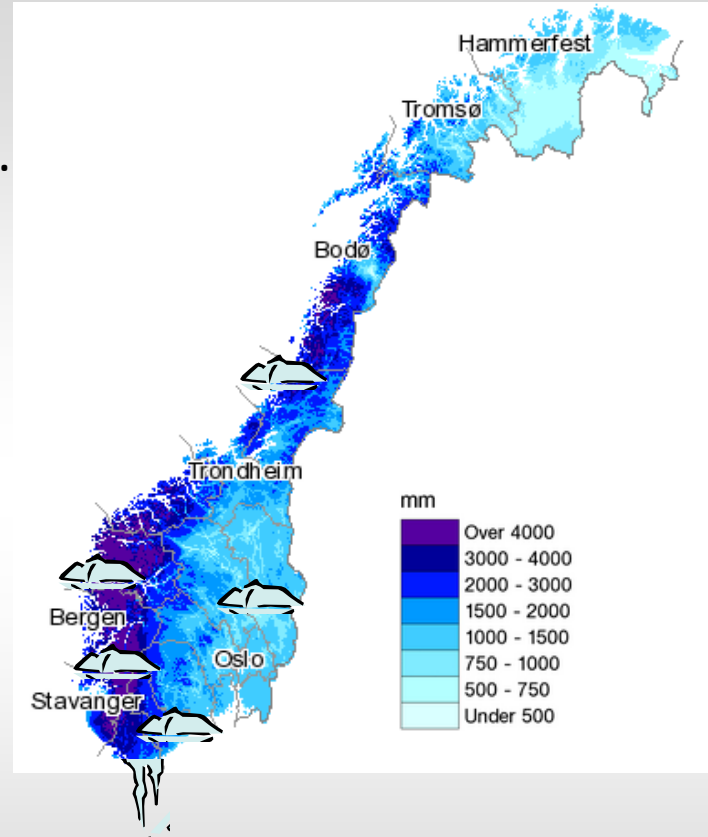 Hammerfest
Tromsø
.
Bodø
Trondheim
mm
Over 4000
3000 - 4000
2000 - 3000
1500 - 2000
1000 - 1500
750 - 1000
500 - 750
Under 500
Bergen
Oslo
Stavanger